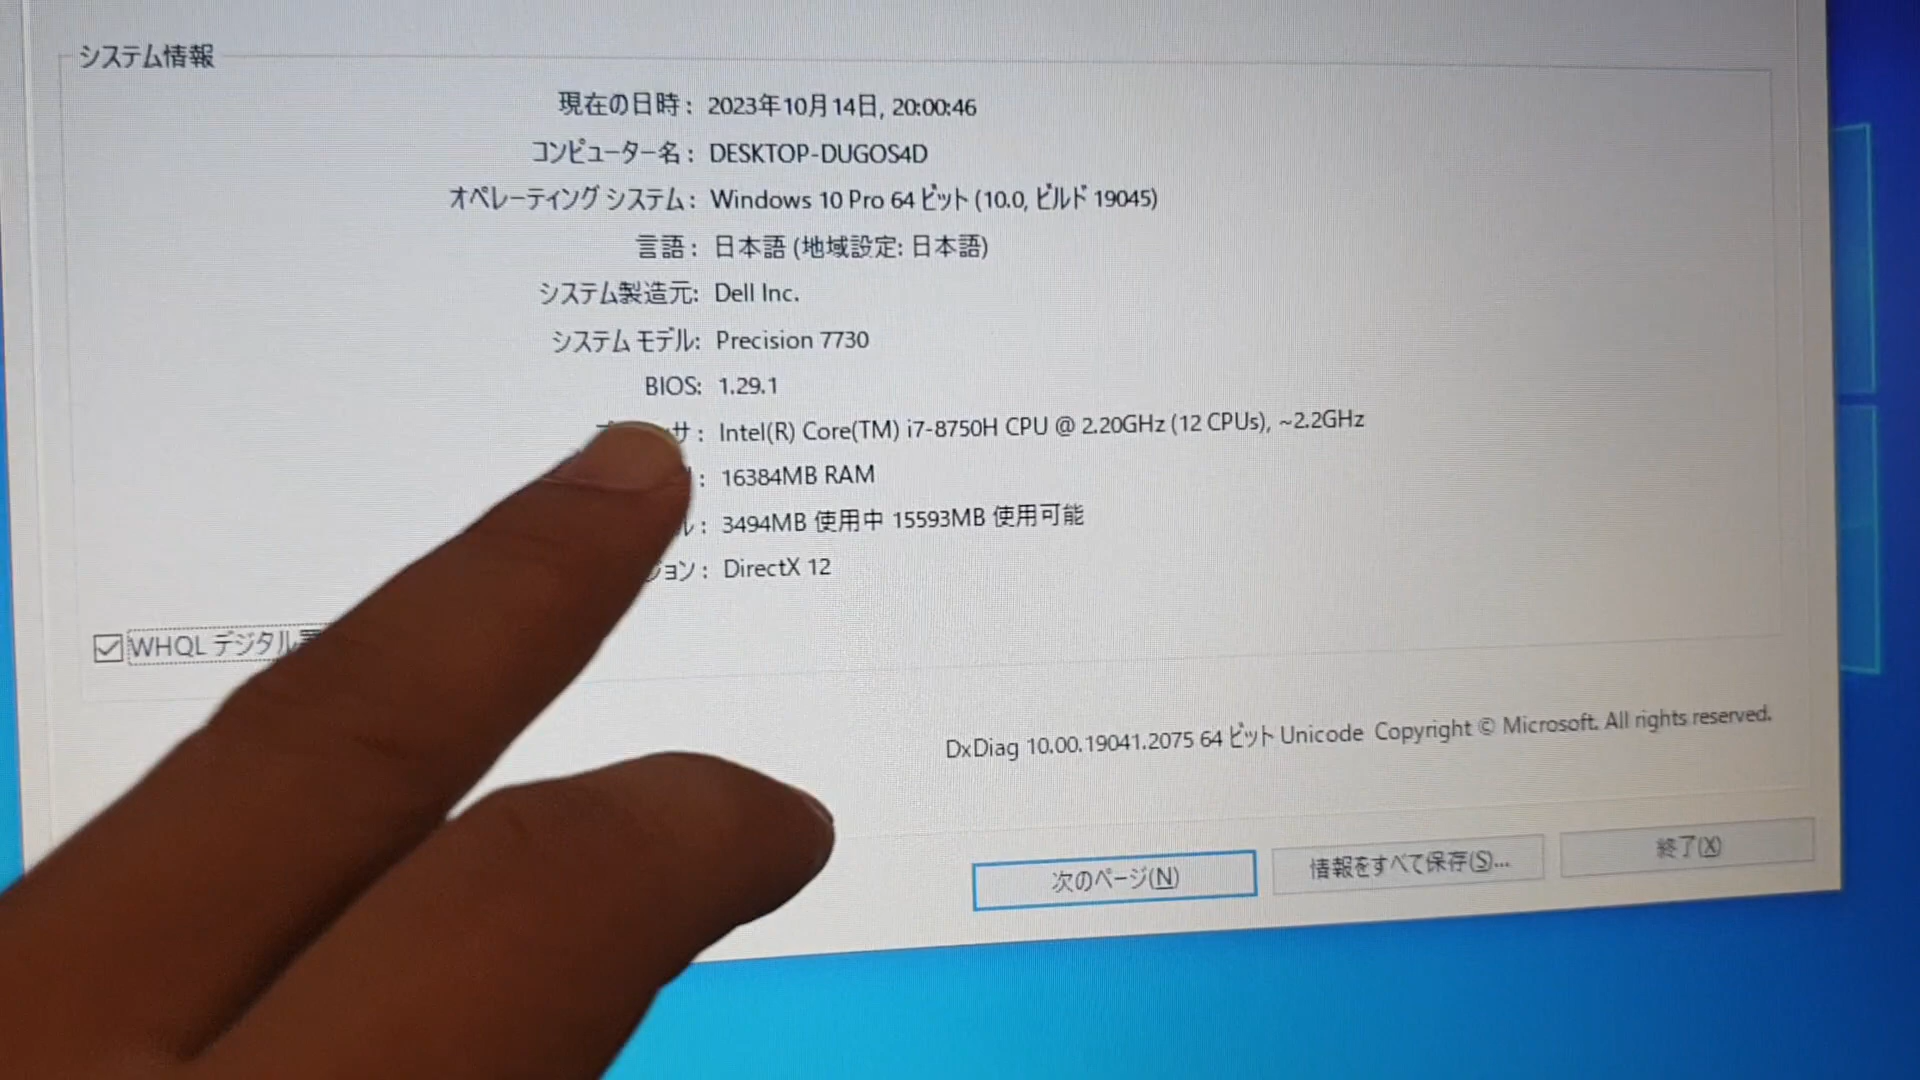 システム情報
現在の日時: 2023年10月14日, 20:00:46
コンピューター名: DESKTOP-DUGOS4D
オペレーティング システム: Windows 10 Pro 64 ビット (10.0, ビルド 19045)
言語: 日本語 (地域設定: 日本語)
システム製造元: Dell Inc.
システム モデル: Precision 7730
BIOS: 1.29.1
サ: Intel(R) Core(TM) i7-8750H CPU @ 2.20GHz (12 CPUs), ~2.2GHz
: 16384MB RAM
ル: 3494MB 使用中 15593MB 使用可能
ジョン: DirectX 12
WHQL デジタル署
DxDiag 10.00.19041.2075 64 ビット Unicode Copyright © Microsoft. All rights reserved.
次のページ(N) 情報をすべて保存(S)... 終了(X)